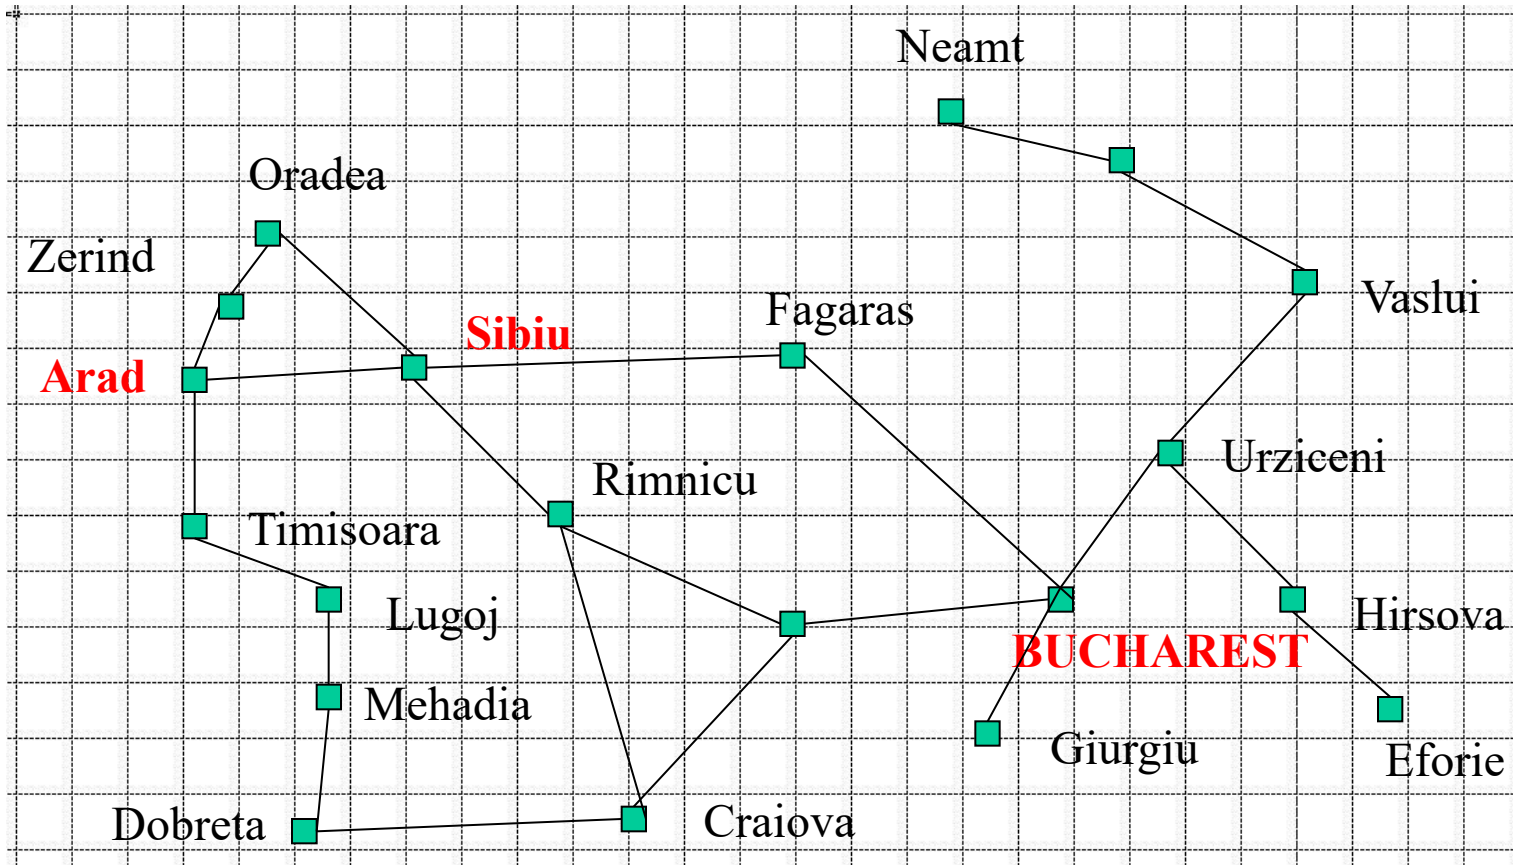 Neamt
Oradea
Zerind
Fagaras
Vaslui
Sibiu
Arad
Urziceni
Rimnicu
Timisoara
Lugoj
Hirsova
BUCHAREST
Mehadia
Giurgiu
Eforie
Dobreta
Craiova